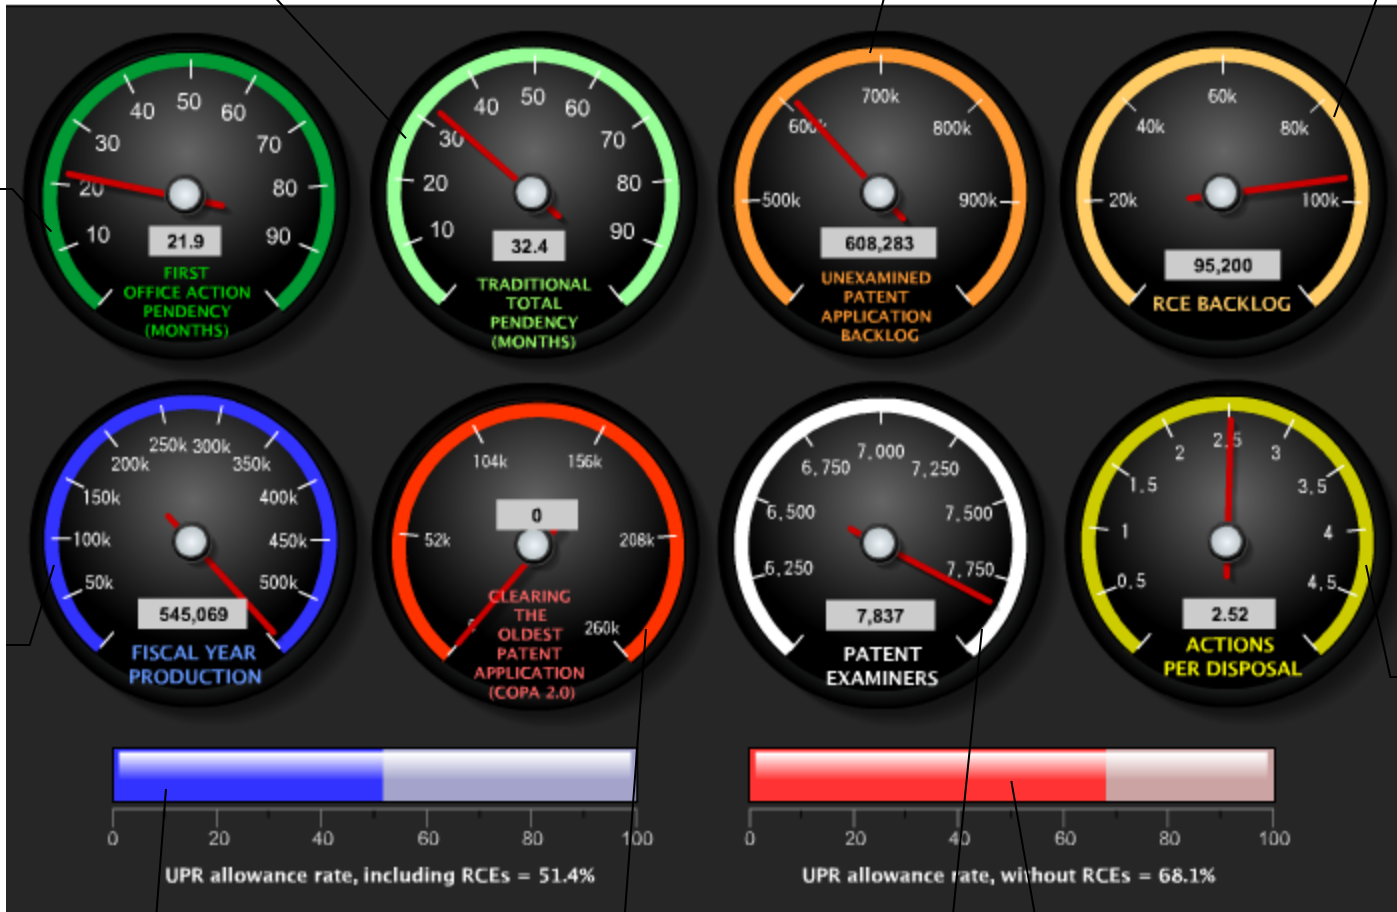 10
20
30
40
50
60
70
80
90
21.9
FIRST
OFFICE ACTION
PENDENCY
(MONTHS)
10
20
30
40
50
60
70
80
90
32.4
TRADITIONAL
TOTAL
PENDENCY
(MONTHS)
500k
600k
700k
800k
900k
608,283
UNEXAMINED
PATENT
APPLICATION
BACKLOG
20k
40k
60k
80k
100k
95,200
RCE BACKLOG
50k
100k
150k
200k
250k
300k
350k
400k
450k
500k
545,069
FISCAL YEAR
PRODUCTION
52k
104k
156k
208k
260k
0
CLEARING
THE
OLDEST
PATENT
APPLICATION
(COPA 2.0)
6,250
6,500
6,750
7,000
7,250
7,500
7,750
7,837
PATENT
EXAMINERS
0.5
1
1.5
2
2.5
3
3.5
4
4.5
2.52
ACTIONS
PER DISPOSAL
0 20 40 60 80 100
UPR allowance rate, including RCEs = 51.4%
0 20 40 60 80 100
UPR allowance rate, without RCEs = 68.1%